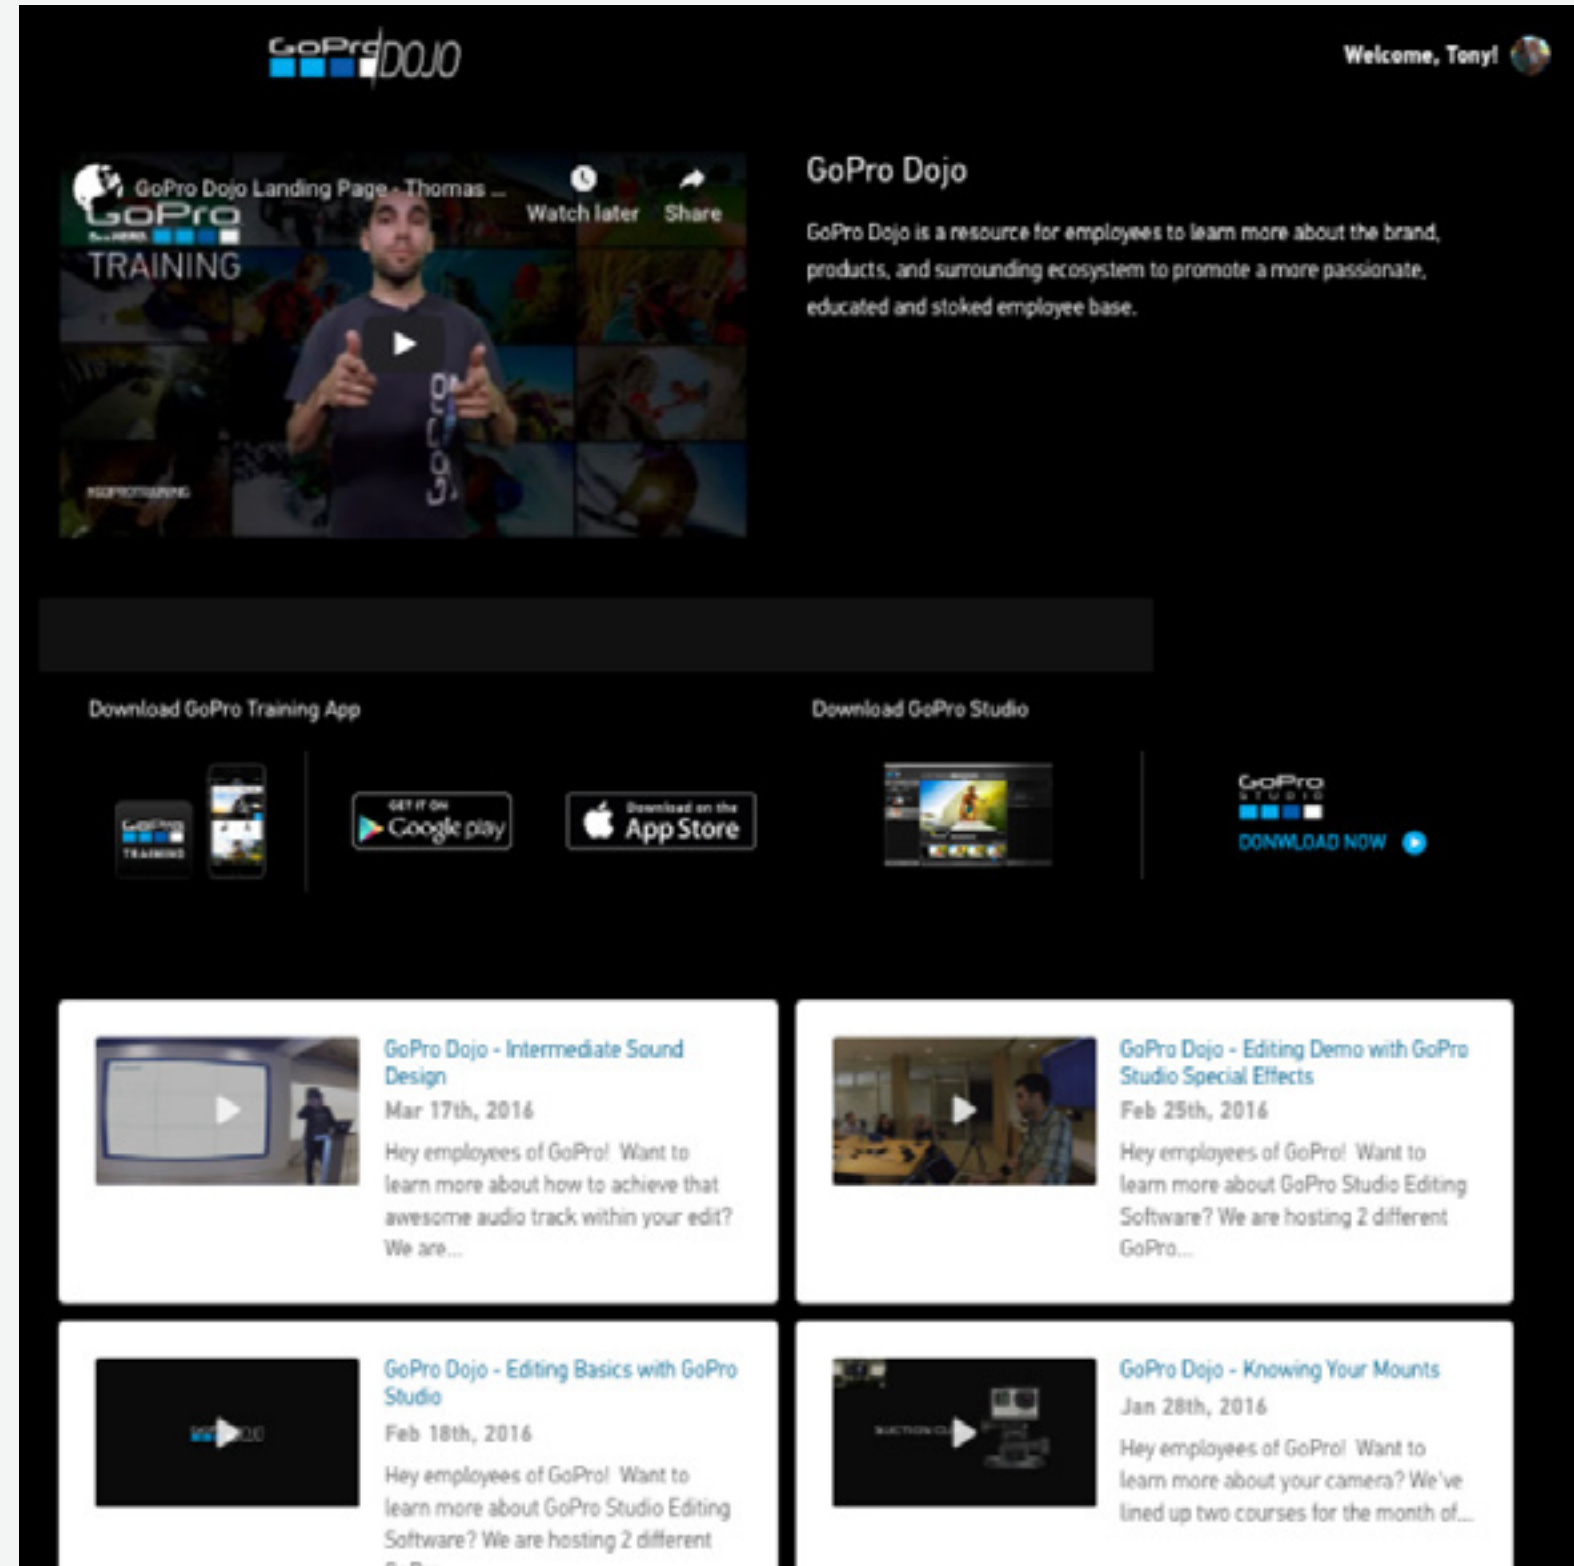 GoPro DOJO
Welcome, Tony!
GoPro Dojo Landing Page - Thomas ...
Watch later Share
GoPro
TRAINING
GoPro
#GOPROTRAINING
GoPro Dojo
GoPro Dojo is a resource for employees to learn more about the brand,
products, and surrounding ecosystem to promote a more passionate,
educated and stoked employee base.
Download GoPro Training App
GoPro
TRAINING
GET IT ON
Google play
Download on the
App Store
Download GoPro Studio
GoPro
STUDIO
DONWLOAD NOW
GoPro Dojo - Intermediate Sound
Design
Mar 17th, 2016
Hey employees of GoPro! Want to
learn more about how to achieve that
awesome audio track within your edit?
We are...
GoPro Dojo - Editing Demo with GoPro
Studio Special Effects
Feb 25th, 2016
Hey employees of GoPro! Want to
learn more about GoPro Studio Editing
Software? We are hosting 2 different
GoPro...
GoPro Dojo - Editing Basics with GoPro
Studio
Feb 18th, 2016
Hey employees of GoPro! Want to
learn more about GoPro Studio Editing
Software? We are hosting 2 different
SUCTION
GoPro Dojo - Knowing Your Mounts
Jan 28th, 2016
Hey employees of GoPro! Want to
learn more about your camera? We've
lined up two courses for the month of...